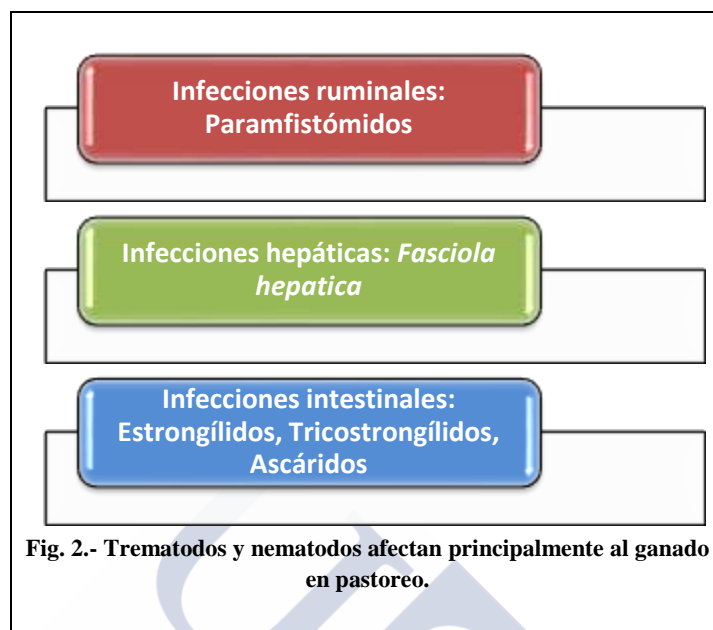 Infecciones ruminales:
Paramfistómidos
Infecciones hepáticas: Fasciola
hepatica
Infecciones intestinales:
Estrongílidos, Tricostrongílidos,
Ascáridos
Fig. 2.- Trematodos y nematodos afectan principalmente al ganado
en pastoreo.